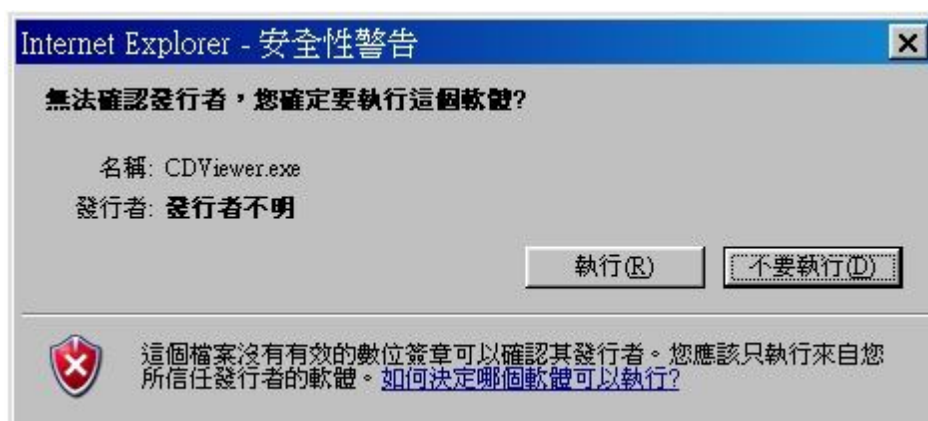 Internet Explorer - 安全性警告
無法確認發行者，您確定要執行這個軟體?
名稱: CDViewer.exe
發行者: 發行者不明
執行(R)
不要執行(D)
這個檔案沒有有效的數位簽章可以確認其發行者。您應該只執行來自您
所信任發行者的軟體。如何決定哪個軟體可以執行?